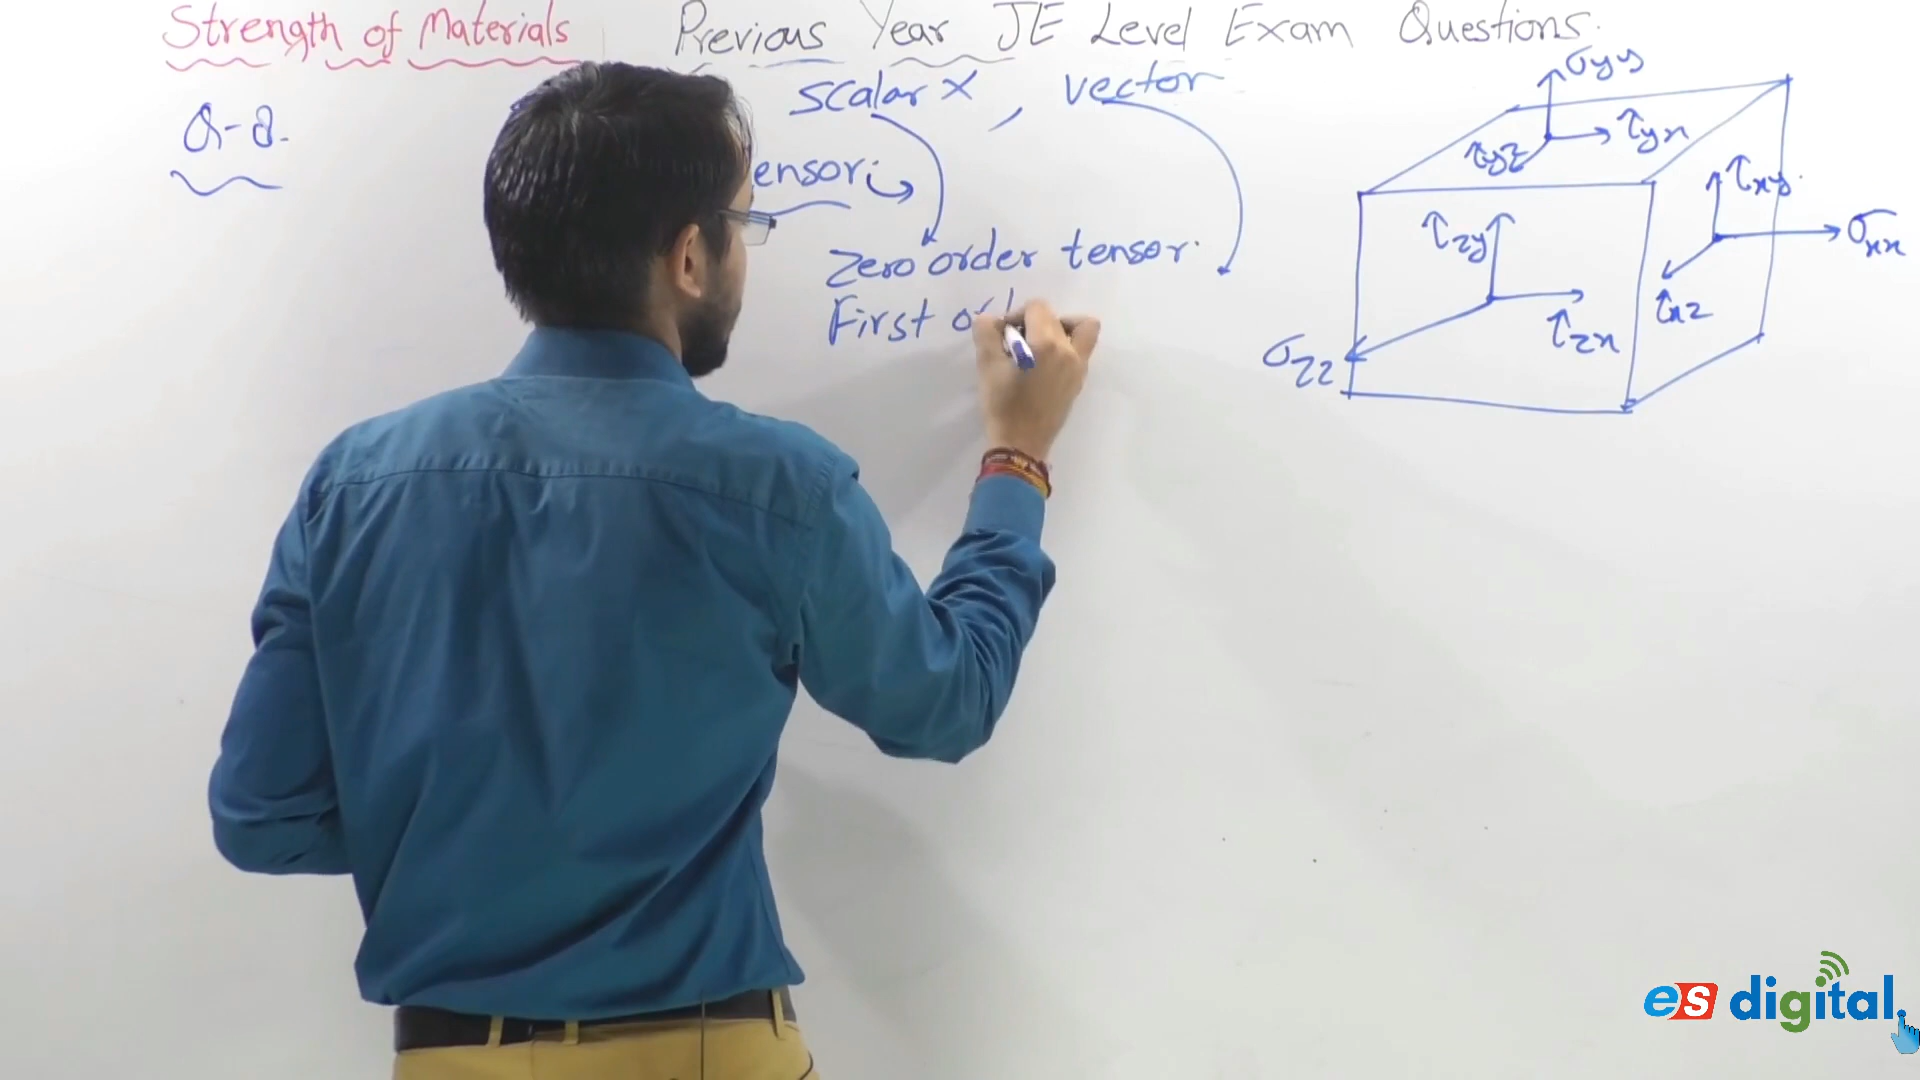 Strength of Materials Previous Year JE Level Exam Questions.
Q-8.
scalar x , vector
ensor:
Zero order tensor.
First ord
σyy
τyx
τyz
τxy
σxx
τxz
τzy
τzx
σzz
es digital.